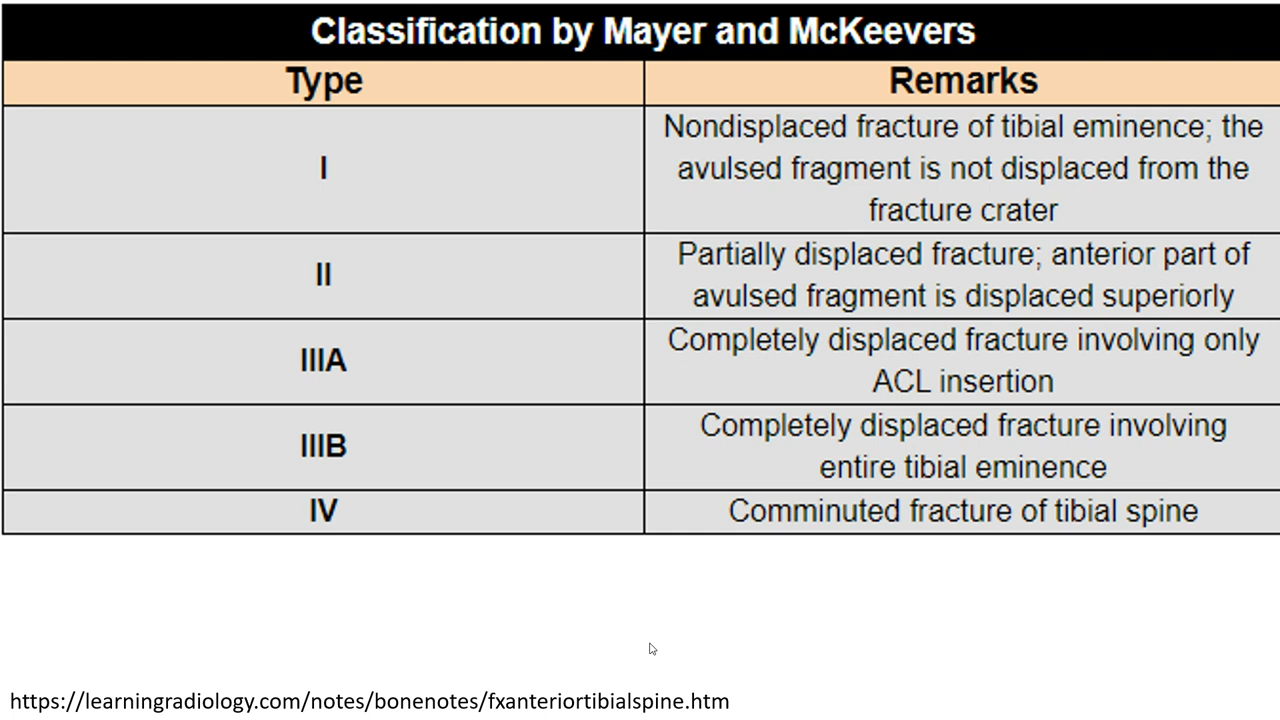 Classification by Mayer and McKeevers
Type
Remarks
I
Nondisplaced fracture of tibial eminence; the
avulsed fragment is not displaced from the
fracture crater
II
Partially displaced fracture; anterior part of
avulsed fragment is displaced superiorly
IIIA
Completely displaced fracture involving only
ACL insertion
IIIB
Completely displaced fracture involving
entire tibial eminence
IV
Comminuted fracture of tibial spine
https://learningradiology.com/notes/bonenotes/fxanteriortibialspine.htm